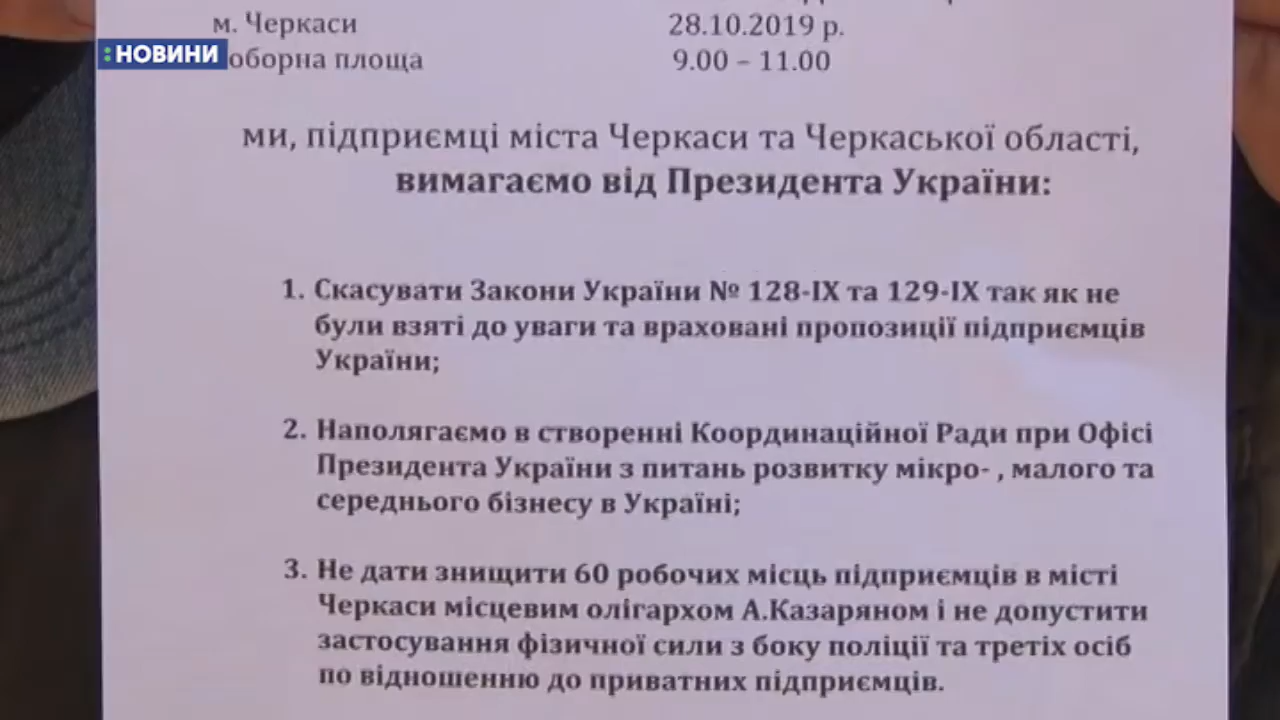 м. Черкаси 28.10.2019 р.
:НОВИНИ
оборна площа 9.00 – 11.00
ми, підприємці міста Черкаси та Черкаської області,
вимагаємо від Президента України:
1. Скасувати Закони України № 128-IX та 129-IX так як не
були взяті до уваги та враховані пропозиції підприємців
України;
2. Наполягаємо в створенні Координаційної Ради при Офісі
Президента України з питань розвитку мікро- , малого та
середнього бізнесу в Україні;
3. Не дати знищити 60 робочих місць підприємців в місті
Черкаси місцевим олігархом А.Казаряном і не допустити
застосування фізичної сили з боку поліції та третіх осіб
по відношенню до приватних підприємців.